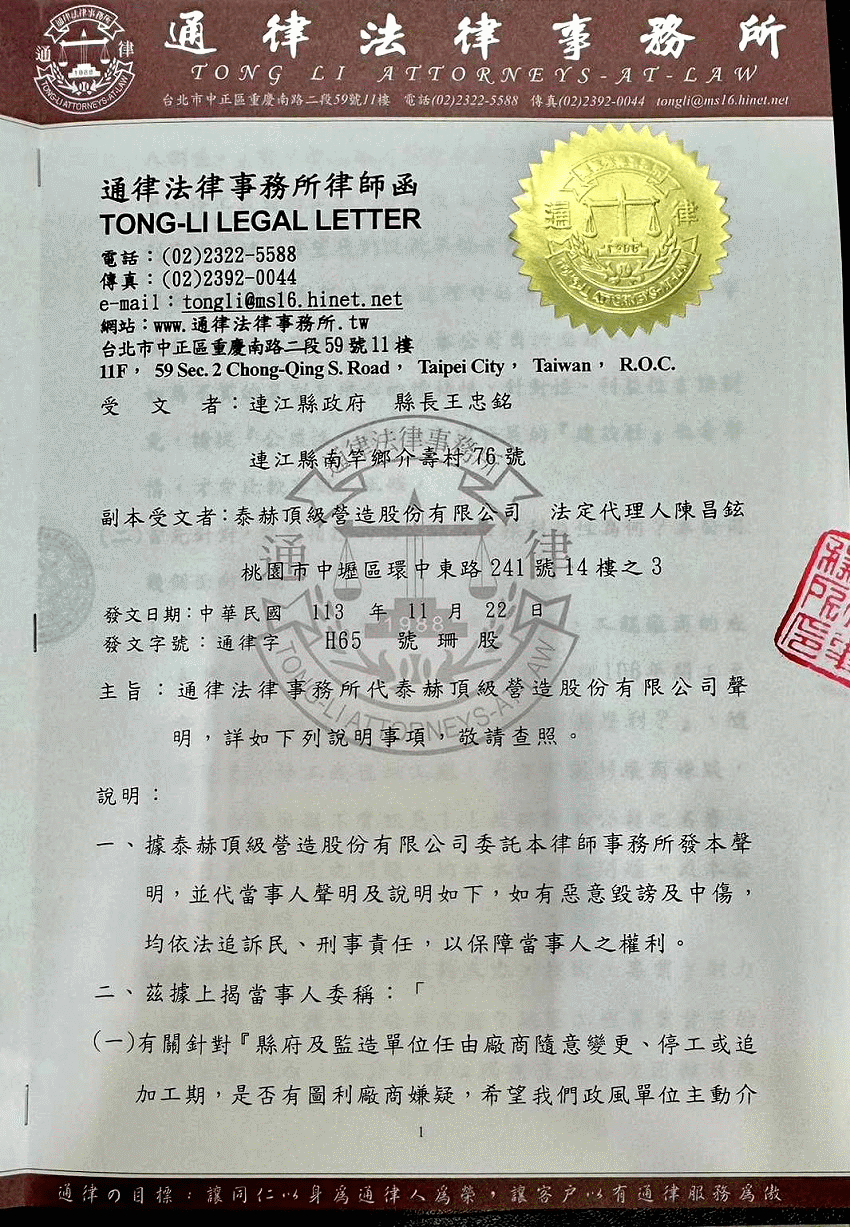 通律法律事務所
TONG LI ATTORNEYS-AT-LAW
台北市中正區重慶南路二段59號11樓 電話(02)2322-5588 傳真(02)2392-0044 tongli@ms16.hinet.net
通律法律事務所律師函
TONG-LI LEGAL LETTER
電話：(02)2322-5588
傳真：(02)2392-0044
e-mail：tongli@ms16.hinet.net
網站：www.通律法律事務所.tw
台北市中正區重慶南路二段59號11樓
11F， 59 Sec. 2 Chong-Qing S. Road， Taipei City， Taiwan， R.O.C.
受 文 者：連江縣政府 縣長王忠銘
連江縣南竿鄉介壽村76號
副本受文者：泰赫頂級營造股份有限公司 法定代理人陳昌鉉
桃園市中壢區環中東路241號14樓之3
發文日期：中華民國 113 年 11 月 22 日
發文字號：通律字 H65 號 珊 股
主旨：通律法律事務所代泰赫頂級營造股份有限公司聲
明，詳如下列說明事項，敬請查照。
說明：
一、據泰赫頂級營造股份有限公司委託本律師事務所發本聲
明，並代當事人聲明及說明如下，如有惡意毀謗及中傷，
均依法追訴民、刑事責任，以保障當事人之權利。
二、茲據上揭當事人委稱：「
(一)有關針對『縣府及監造單位任由廠商隨意變更、停工或追
加工期，是否有圖利廠商嫌疑，希望我們政風單位主動介
1
通律の目標：讓同仁以身為通律人為榮，讓客戶以有通律服務為傲
通律法律事務所
通 律
1988
TONG-LI ATTORNEYS-AT-LAW